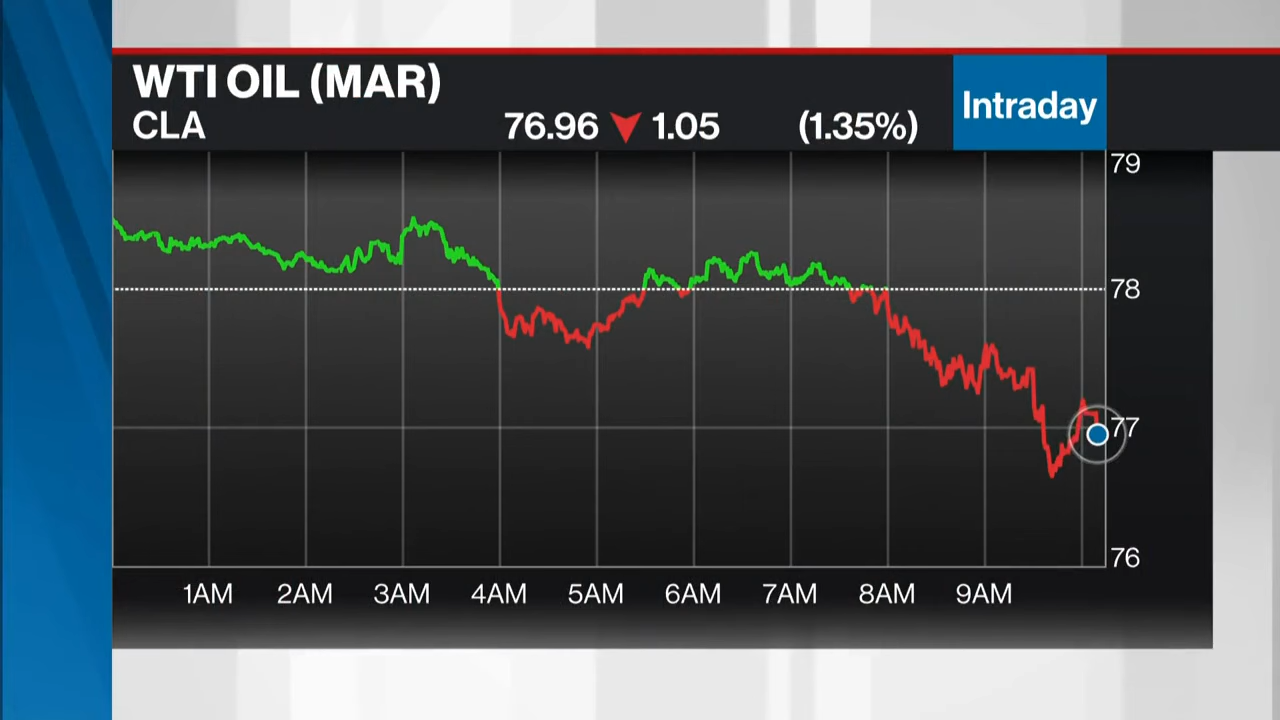 WTI OIL (MAR)
CLA 76.96 1.05 (1.35%)
Intraday
79
78
77
76
1AM 2AM 3AM 4AM 5AM 6AM 7AM 8AM 9AM